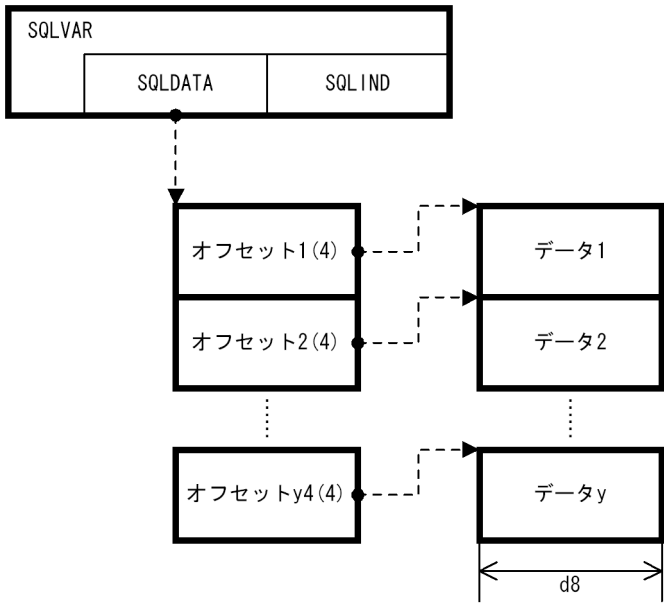 SQLVAR
SQLDATA
SQLIND
オフセット1(4)
データ1
オフセット2(4)
データ2
オフセットy4(4)
データy
d8